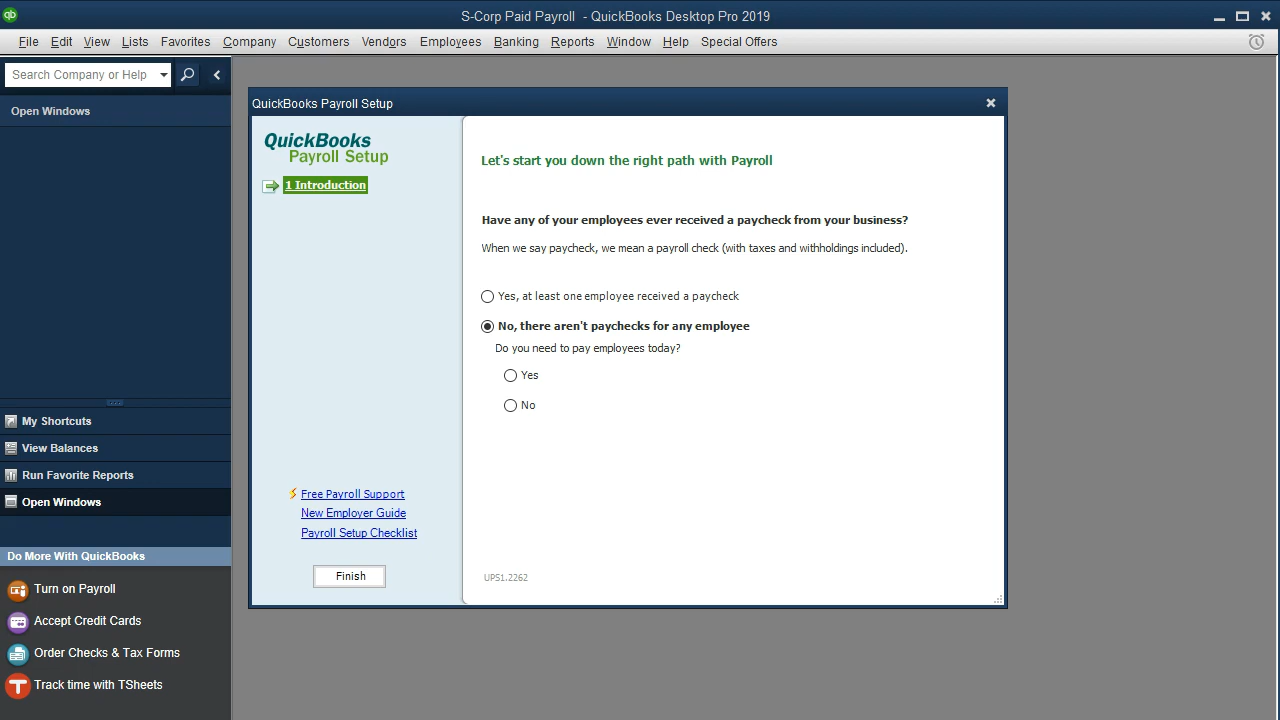 qb
S-Corp Paid Payroll - QuickBooks Desktop Pro 2019
File Edit View Lists Favorites Company Customers Vendors Employees Banking Reports Window Help Special Offers
Search Company or Help
Open Windows
My Shortcuts
View Balances
Run Favorite Reports
Open Windows
Do More With QuickBooks
Turn on Payroll
Accept Credit Cards
Order Checks & Tax Forms
Track time with TSheets
QuickBooks Payroll Setup
QuickBooks
Payroll Setup
1 Introduction
Free Payroll Support
New Employer Guide
Payroll Setup Checklist
Finish
Let's start you down the right path with Payroll
Have any of your employees ever received a paycheck from your business?
When we say paycheck, we mean a payroll check (with taxes and withholdings included).
Yes, at least one employee received a paycheck
No, there aren't paychecks for any employee
Do you need to pay employees today?
Yes
No
UPS1.2262